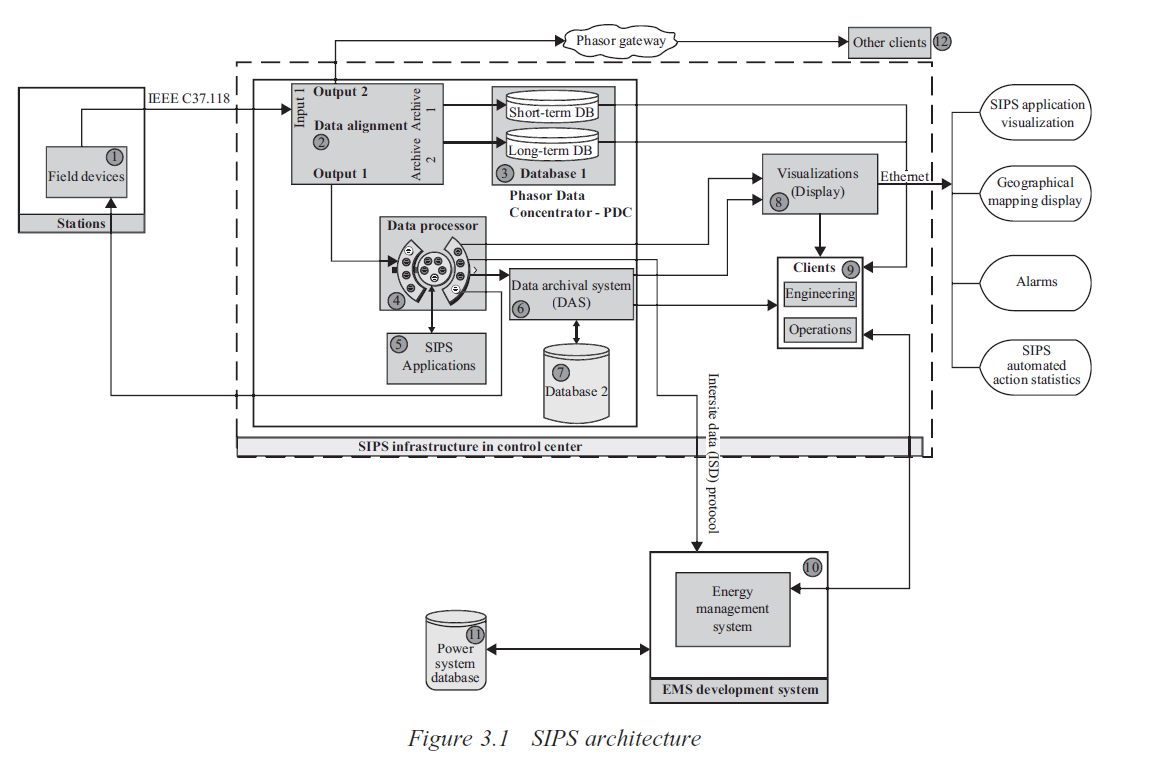 Phasor gateway
Other clients
12
IEEE C37.118
Input 1
Output 2
Data alignment
2
Output 1
Archive
1
Archive
2
Short-term DB
Long-term DB
3
Database 1
Phasor Data
Concentrator - PDC
1
Field devices
Stations
Data processor
4
5
SIPS
Applications
Data archival system
(DAS)
6
7
Database 2
Visualizations
(Display)
8
Ethernet
Clients
9
Engineering
Operations
SIPS application
visualization
Geographical
mapping display
Alarms
SIPS
automated
action statistics
SIPS infrastructure in control center
Intersite data (ISD) protocol
10
Energy
management
system
EMS development system
11
Power
system
database
Figure 3.1 SIPS architecture